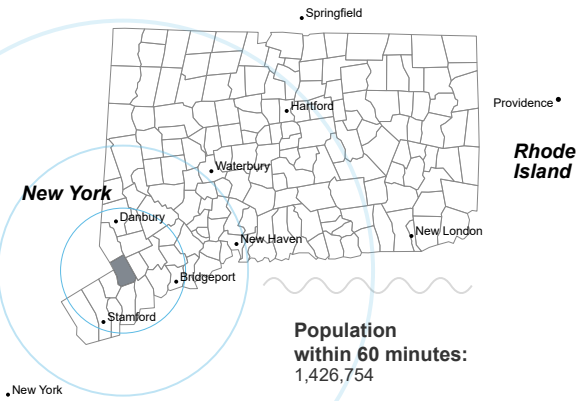 Springfield
Providence
Hartford
Rhode
Island
Waterbury
New York
Danbury
New London
New Haven
Bridgeport
Stamford
Population
within 60 minutes:
1,426,754
New York